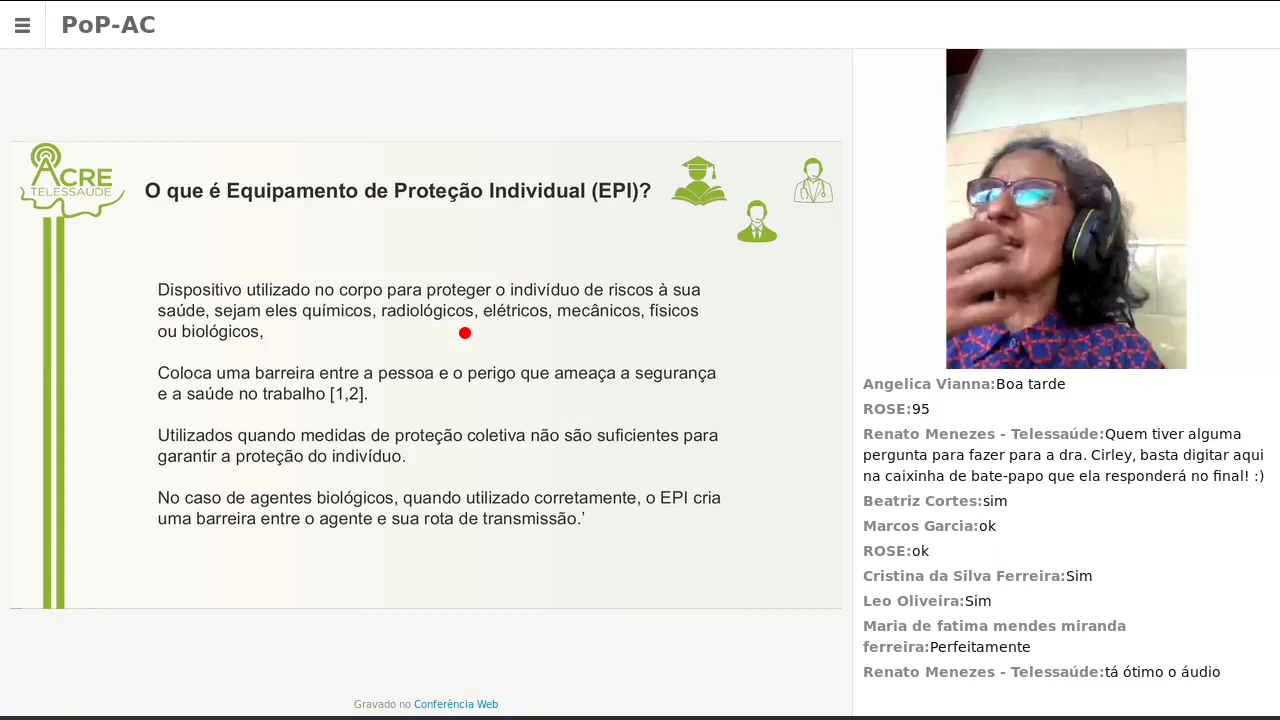 PoP-AC
ACRE
TELESSAÚDE
O que é Equipamento de Proteção Individual (EPI)?
Dispositivo utilizado no corpo para proteger o indivíduo de riscos à sua
saúde, sejam eles químicos, radiológicos, elétricos, mecânicos, físicos
ou biológicos,
Coloca uma barreira entre a pessoa e o perigo que ameaça a segurança
e a saúde no trabalho [1,2].
Utilizados quando medidas de proteção coletiva não são suficientes para
garantir a proteção do indivíduo.
No caso de agentes biológicos, quando utilizado corretamente, o EPI cria
uma barreira entre o agente e sua rota de transmissão.’
Gravado no Conferência Web
Angelica Vianna:Boa tarde
ROSE:95
Renato Menezes - Telessaúde:Quem tiver alguma
pergunta para fazer para a dra. Cirley, basta digitar aqui
na caixinha de bate-papo que ela responderá no final! :)
Beatriz Cortes:sim
Marcos Garcia:ok
ROSE:ok
Cristina da Silva Ferreira:Sim
Leo Oliveira:Sim
Maria de fatima mendes miranda
ferreira:Perfeitamente
Renato Menezes - Telessaúde:tá ótimo o áudio